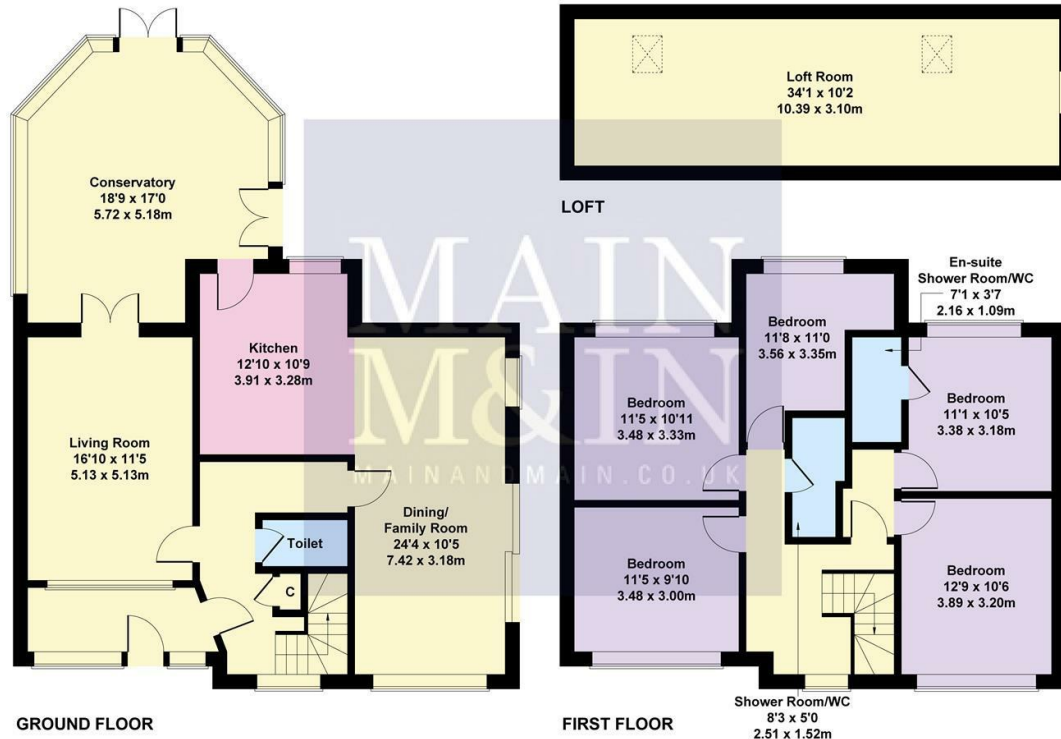 Conservatory
18'9 x 17'0
5.72 x 5.18m
Kitchen
12'10 x 10'9
3.91 x 3.28m
Living Room
16'10 x 11'5
5.13 x 5.13m
Dining/
Family Room
24'4 x 10'5
7.42 x 3.18m
Toilet
C
GROUND FLOOR
Loft Room
34'1 x 10'2
10.39 x 3.10m
LOFT
En-suite
Shower Room/WC
7'1 x 3'7
2.16 x 1.09m
Bedroom
11'8 x 11'0
3.56 x 3.35m
Bedroom
11'5 x 10'11
3.48 x 3.33m
Bedroom
11'1 x 10'5
3.38 x 3.18m
Bedroom
11'5 x 9'10
3.48 x 3.00m
Bedroom
12'9 x 10'6
3.89 x 3.20m
Shower Room/WC
8'3 x 5'0
2.51 x 1.52m
FIRST FLOOR
MAIN
M&IN
MAINANDMAIN.CO.UK